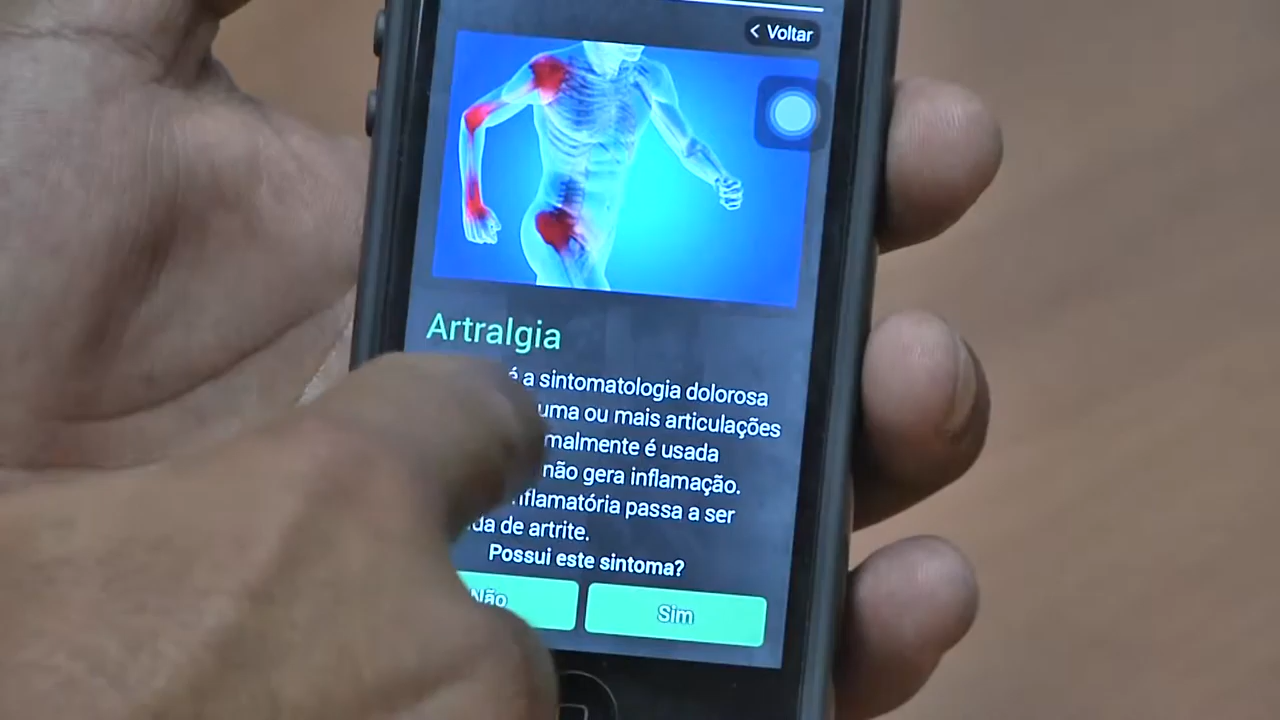 < Voltar
Artralgia
é a sintomatologia dolorosa
uma ou mais articulações
malmente é usada
não gera inflamação.
nflamatória passa a ser
da de artrite.
Possui este sintoma?
Não
Sim